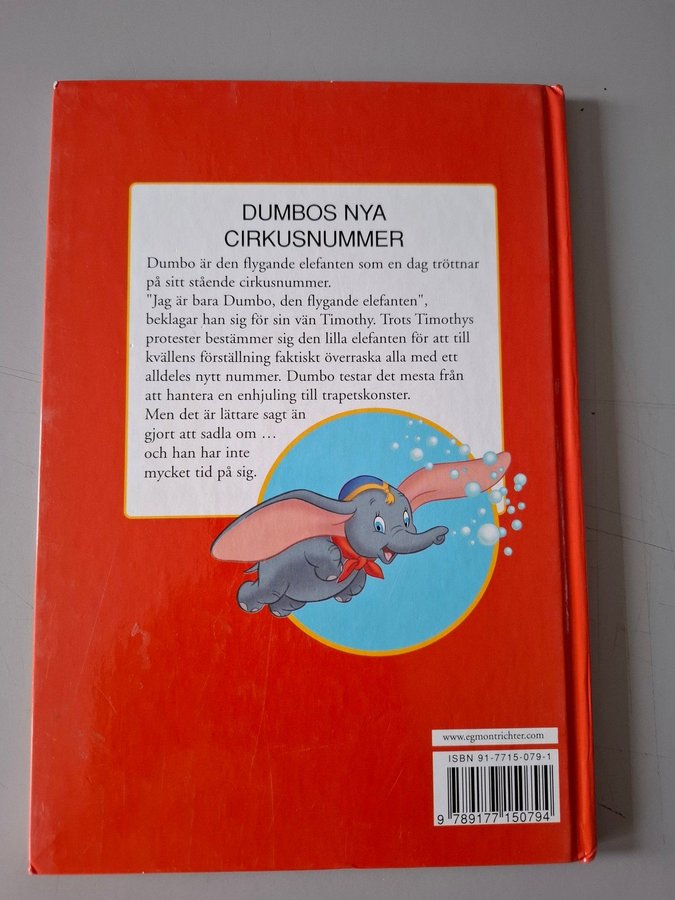 DUMBOS NYA
CIRKUSNUMMER
Dumbo är den flygande elefanten som en dag tröttnar
på sitt stående cirkusnummer.
"Jag är bara Dumbo, den flygande elefanten",
beklagar han sig för sin vän Timothy. Trots Timothys
protester bestämmer sig den lilla elefanten för att till
kvällens förställning faktiskt överraska alla med ett
alldeles nytt nummer. Dumbo testar det mesta från
att hantera en enhjuling till trapetskonster.
Men det är lättare sagt än
gjort att sadla om ...
och han har inte
mycket tid på sig.
www.egmontrichter.com
ISBN 91-7715-079-1
9 789177 150794